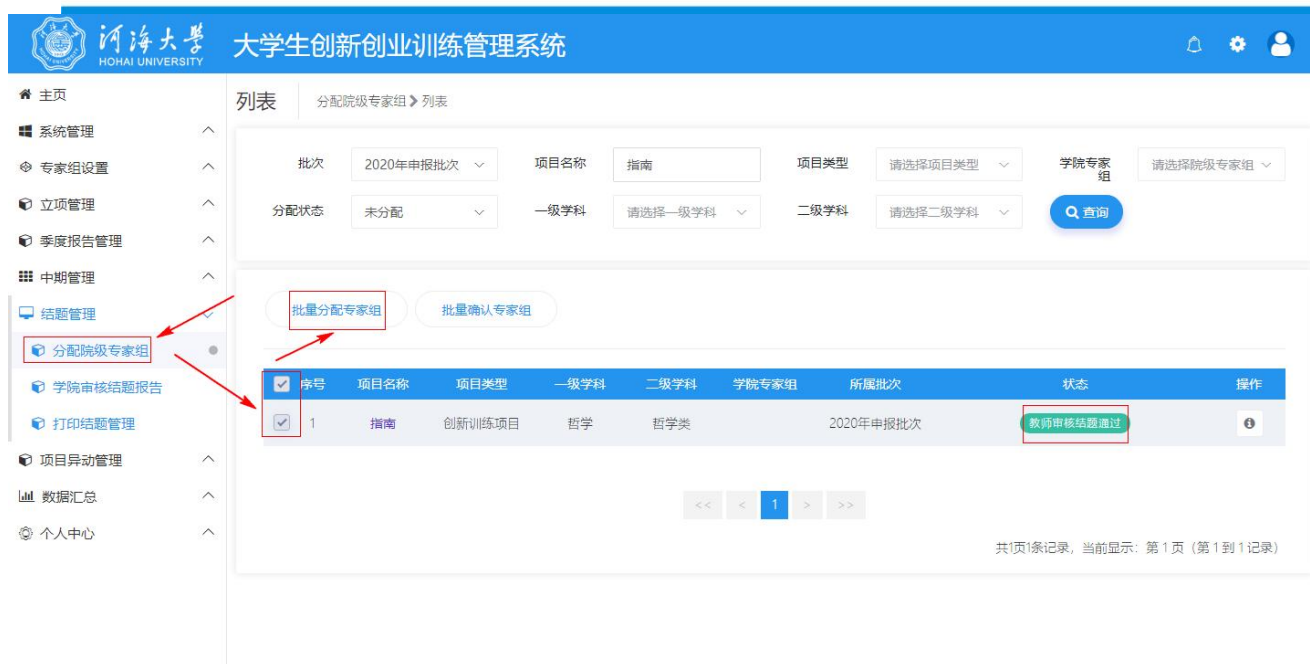 河海大学
HOHAI UNIVERSITY
大学生创新创业训练管理系统
主页
系统管理
专家组设置
立项管理
季度报告管理
中期管理
结题管理
分配院级专家组
学院审核结题报告
打印结题管理
项目异动管理
数据汇总
个人中心
列表 分配院级专家组 列表
批次 2020年申报批次 项目名称 指南 项目类型 请选择项目类型 学院专家组 请选择院级专家组
分配状态 未分配 一级学科 请选择一级学科 二级学科 请选择二级学科 查询
批量分配专家组 批量确认专家组
序号 项目名称 项目类型 一级学科 二级学科 学院专家组 所属批次 状态 操作
1 指南 创新训练项目 哲学 哲学类 2020年申报批次 教师审核结题通过
<< < 1 > >>
共1页1条记录，当前显示：第 1 页（第 1 到 1 记录）